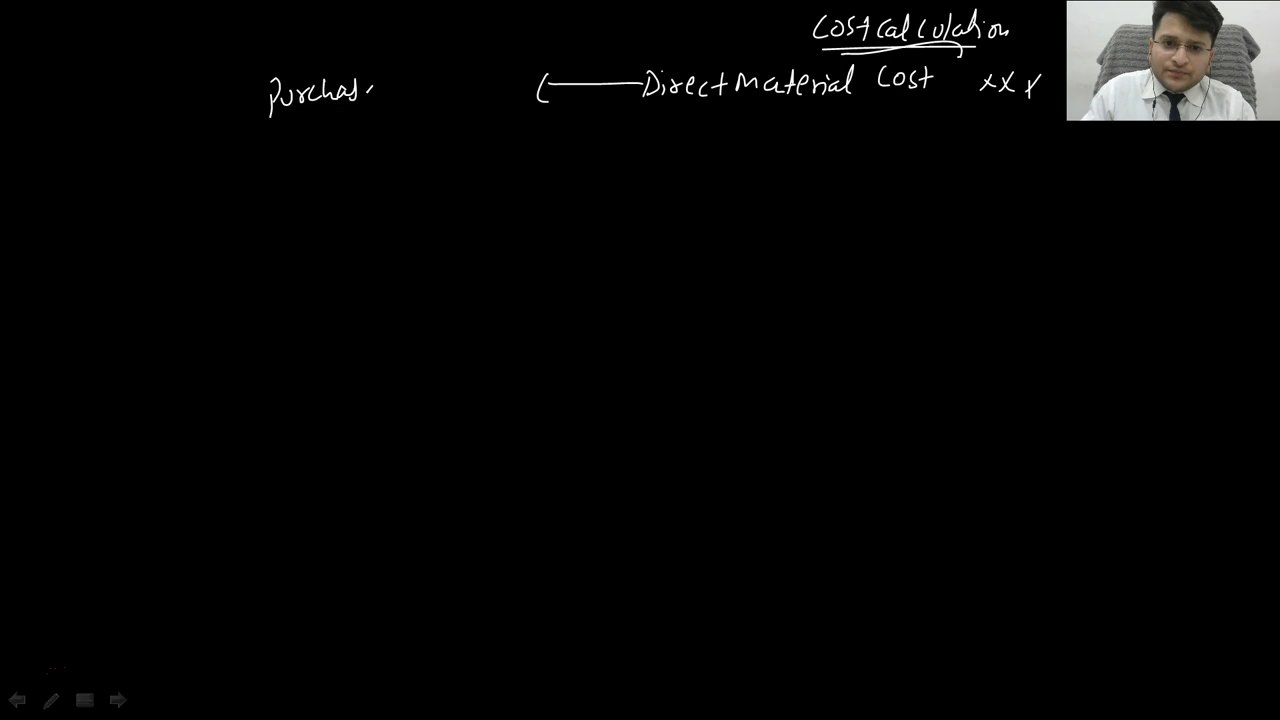 Cost calculation
Purchas
Direct Material Cost xxx